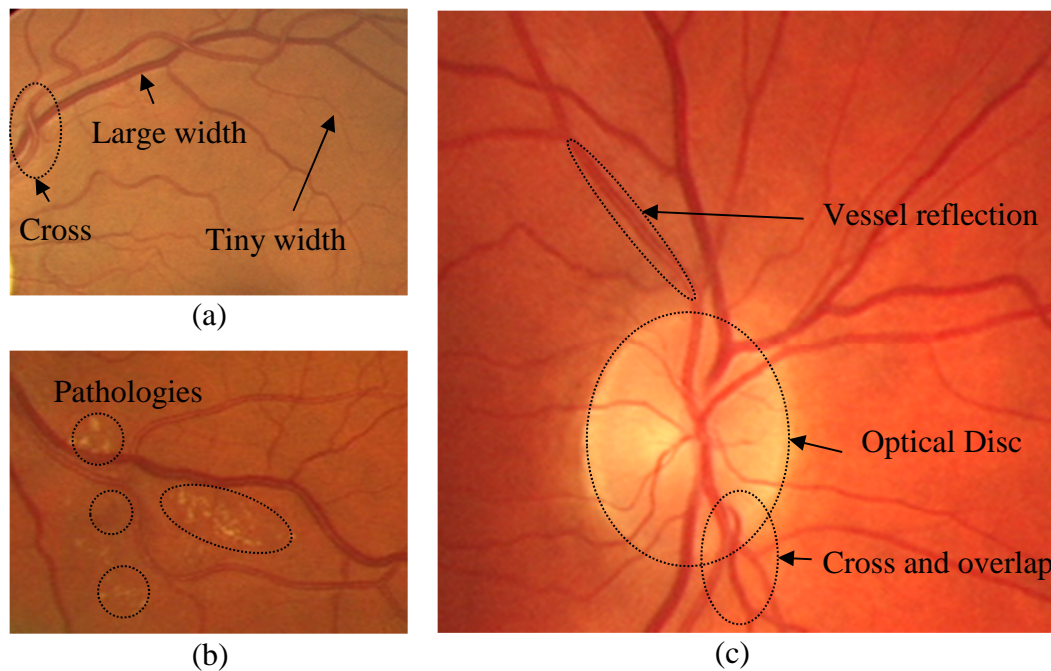 Large width
Cross
Tiny width
(a)
Pathologies
(b)
Vessel reflection
Optical Disc
Cross and overlap
(c)